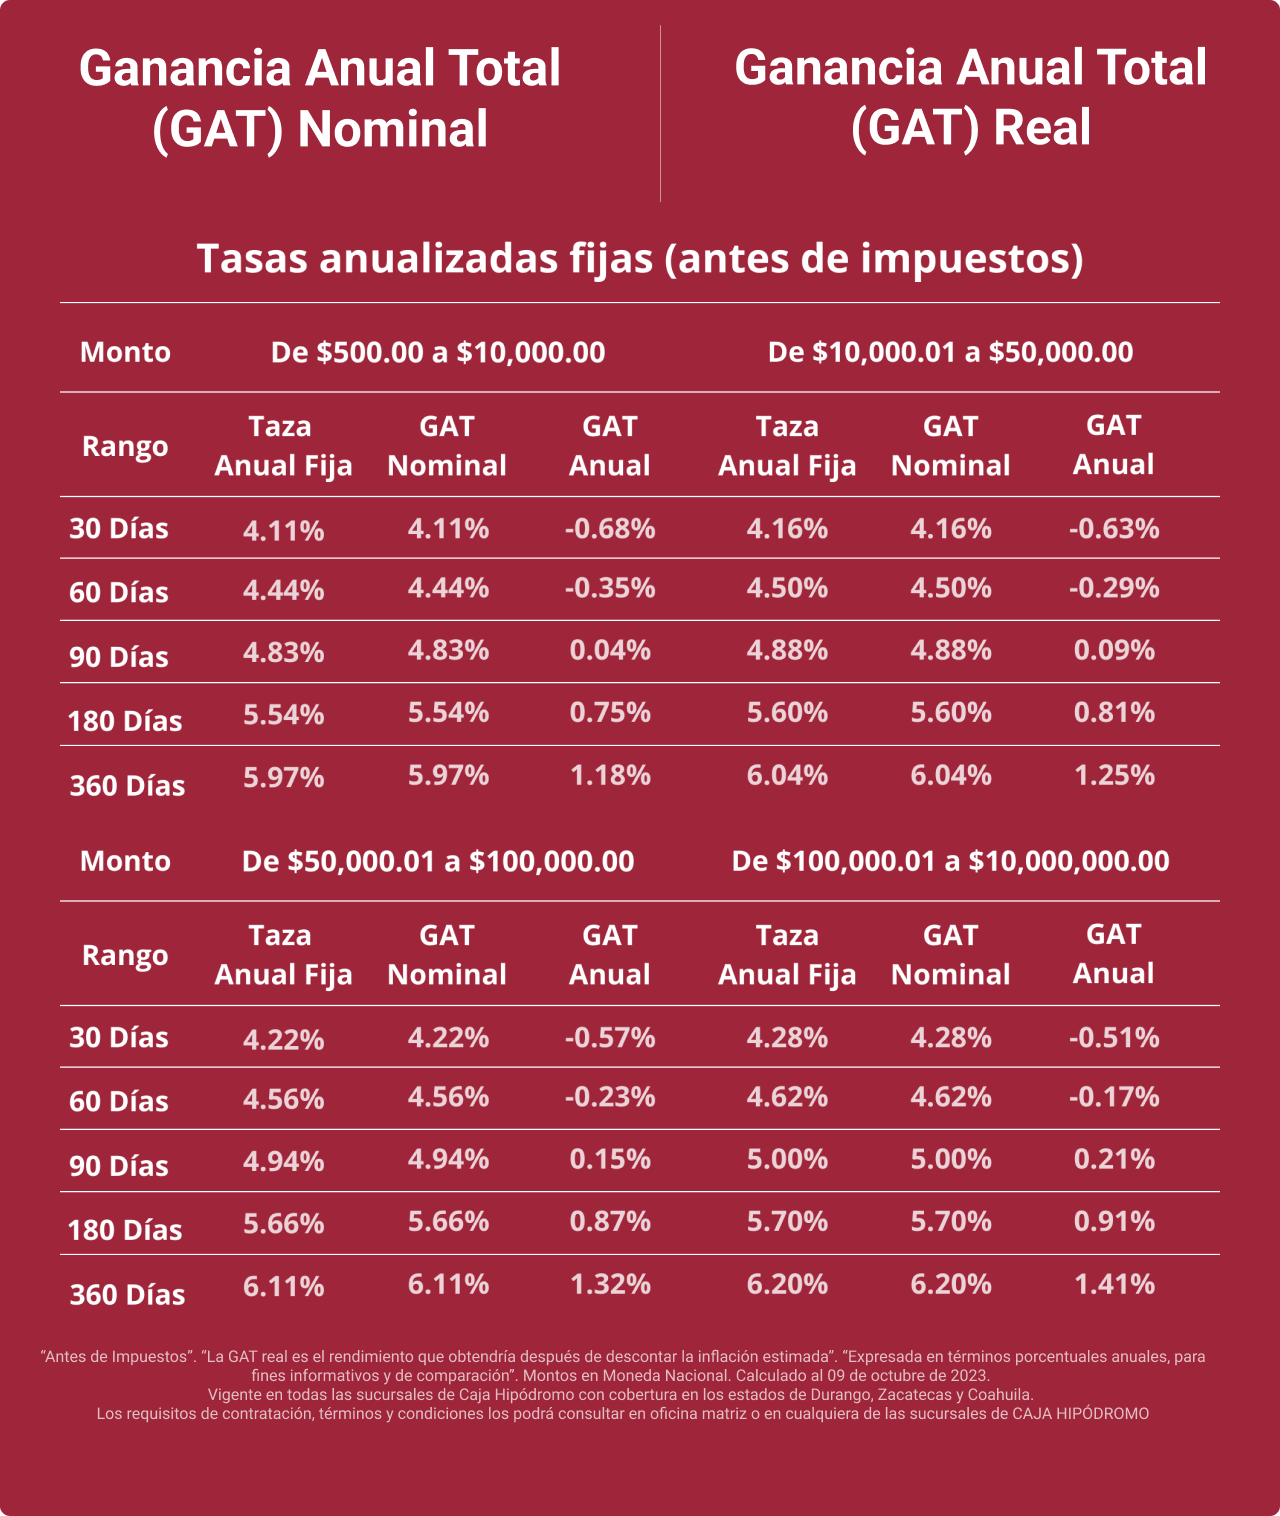 Ganancia Anual Total
(GAT) Nominal
Ganancia Anual Total
(GAT) Real
Tasas anualizadas fijas (antes de impuestos)
Monto De $500.00 a $10,000.00 De $10,000.01 a $50,000.00
Rango Taza Anual Fija GAT Nominal GAT Anual Taza Anual Fija GAT Nominal GAT Anual
30 Días 4.11% 4.11% -0.68% 4.16% 4.16% -0.63%
60 Días 4.44% 4.44% -0.35% 4.50% 4.50% -0.29%
90 Días 4.83% 4.83% 0.04% 4.88% 4.88% 0.09%
180 Días 5.54% 5.54% 0.75% 5.60% 5.60% 0.81%
360 Días 5.97% 5.97% 1.18% 6.04% 6.04% 1.25%
Monto De $50,000.01 a $100,000.00 De $100,000.01 a $10,000,000.00
Rango Taza Anual Fija GAT Nominal GAT Anual Taza Anual Fija GAT Nominal GAT Anual
30 Días 4.22% 4.22% -0.57% 4.28% 4.28% -0.51%
60 Días 4.56% 4.56% -0.23% 4.62% 4.62% -0.17%
90 Días 4.94% 4.94% 0.15% 5.00% 5.00% 0.21%
180 Días 5.66% 5.66% 0.87% 5.70% 5.70% 0.91%
360 Días 6.11% 6.11% 1.32% 6.20% 6.20% 1.41%
“Antes de Impuestos”. “La GAT real es el rendimiento que obtendría después de descontar la inflación estimada”. “Expresada en términos porcentuales anuales, para
fines informativos y de comparación”. Montos en Moneda Nacional. Calculado al 09 de octubre de 2023.
Vigente en todas las sucursales de Caja Hipódromo con cobertura en los estados de Durango, Zacatecas y Coahuila.
Los requisitos de contratación, términos y condiciones los podrá consultar en oficina matriz o en cualquiera de las sucursales de CAJA HIPÓDROMO